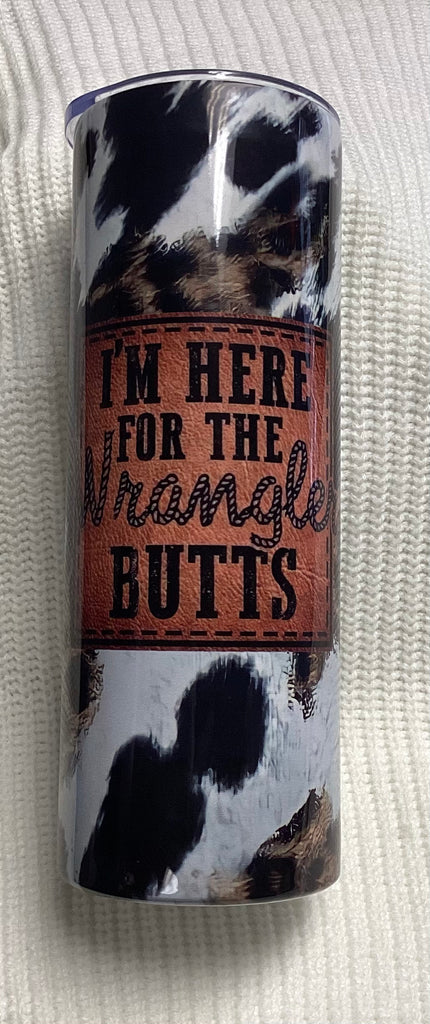 I'M HERE
FOR THE
Wrangler
BUTTS